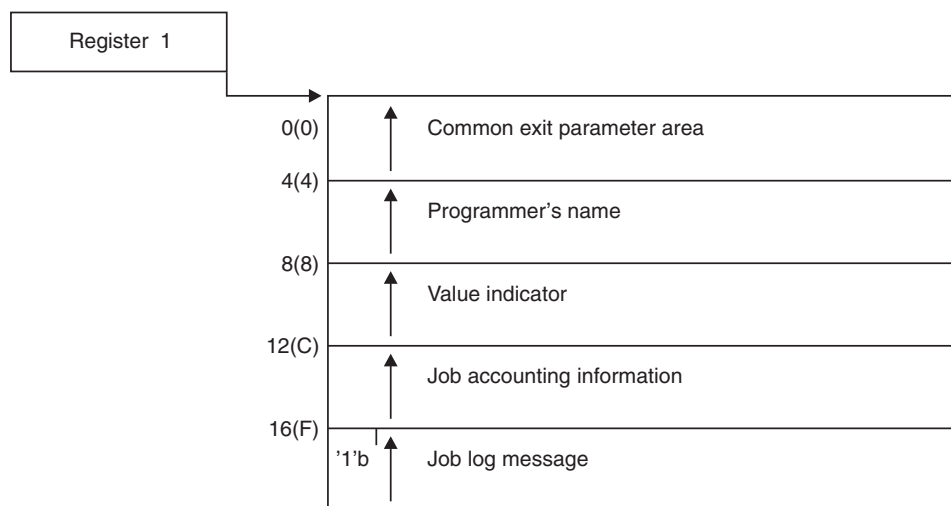 Register 1
0(0) Common exit parameter area
4(4) Programmer’s name
8(8) Value indicator
12(C) Job accounting information
16(F) ’1’b Job log message